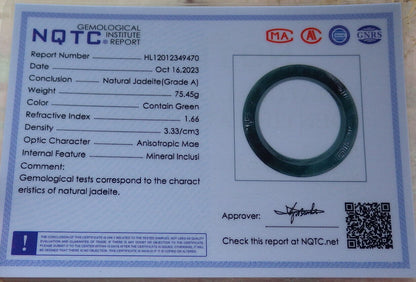 NQTC® GEMOLOGICAL INSTITUTE REPORT
MA
GNRS
Report Number HL12012349470
Date Oct 16,2023
Conclusion Natural Jadeite(Grade A)
Weight 75.45g
Color Contain Green
Refractive Index 1.66
Density 3.33/cm3
Optic Character Anisotropic Mae
Internal Feature Mineral Inclusi
Comment:
Gemological tests correspond to the charact
eristics of natural jadeite.
Approver:
Check this report at NQTC.net